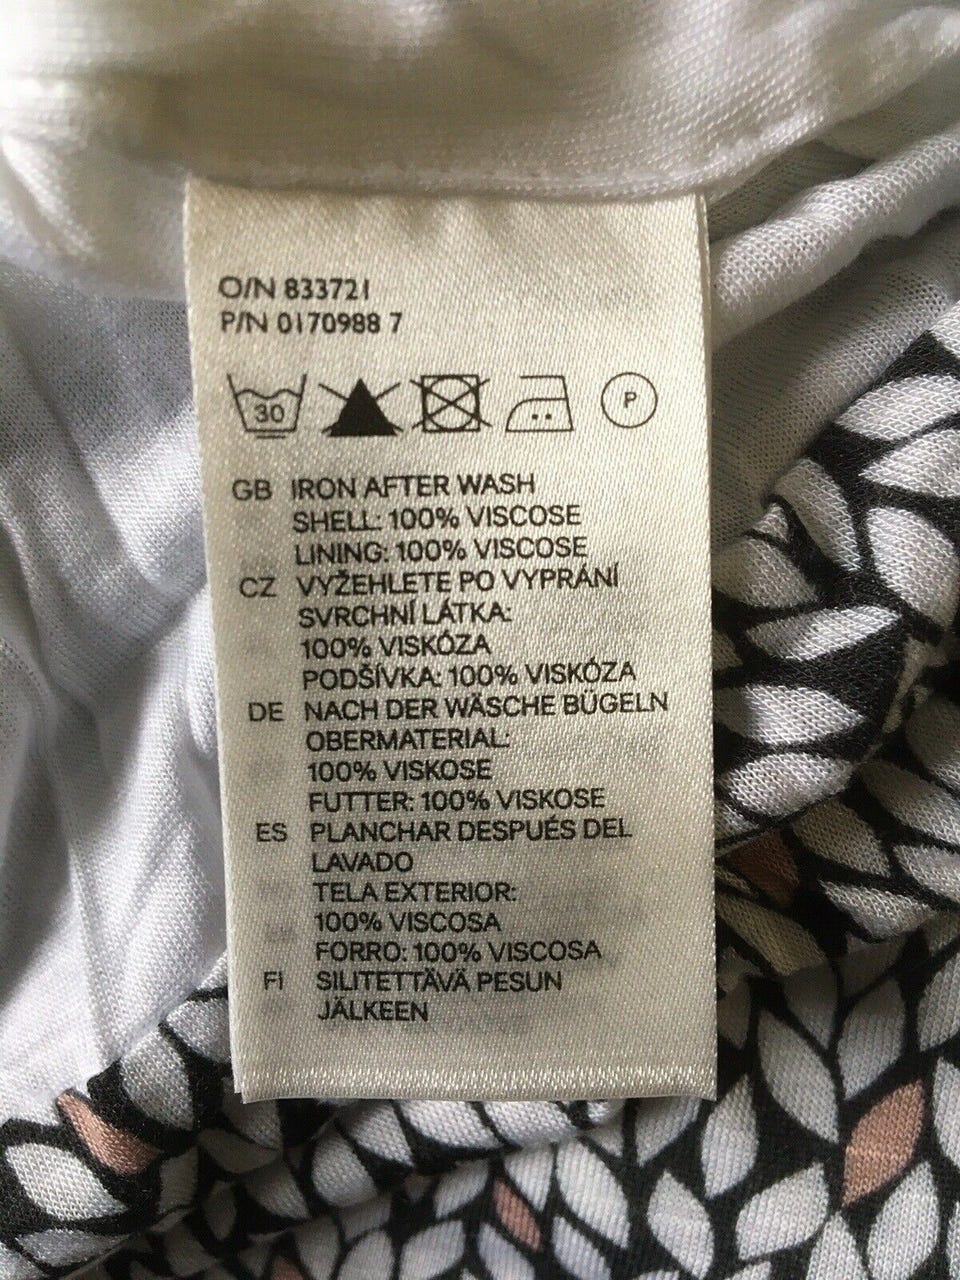 O/N 833721
P/N 0170988 7
30 P
GB IRON AFTER WASH
SHELL: 100% VISCOSE
LINING: 100% VISCOSE
CZ VYŽEHLETE PO VYPRÁNÍ
SVRCHNÍ LÁTKA:
100% VISKÓZA
PODŠÍVKA: 100% VISKÓZA
DE NACH DER WÄSCHE BÜGELN
OBERMATERIAL:
100% VISKOSE
FUTTER: 100% VISKOSE
ES PLANCHAR DESPUÉS DEL
LAVADO
TELA EXTERIOR:
100% VISCOSA
FORRO: 100% VISCOSA
FI SILITETTÄVÄ PESUN
JÄLKEEN